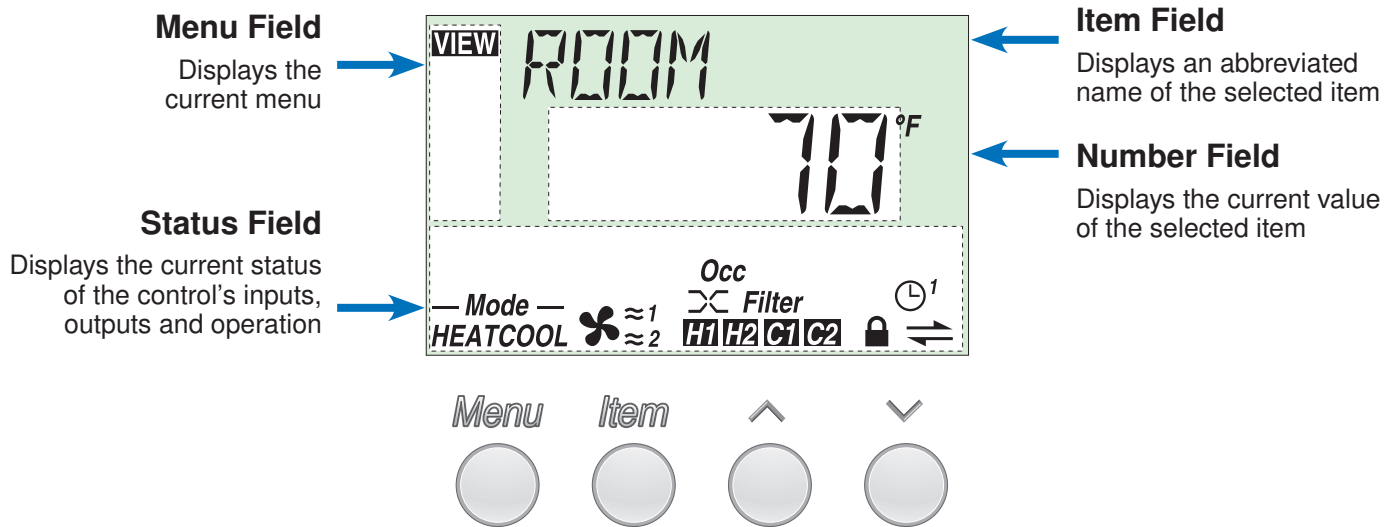 Menu Field
Displays the
current menu
Status Field
Displays the current status
of the control's inputs,
outputs and operation
VIEW
ROOM
70°F
Occ
— Mode —
Filter
1
HEATCOOL
1
2
H1 H2 C1 C2
Item Field
Displays an abbreviated
name of the selected item
Number Field
Displays the current value
of the selected item
Menu
Item